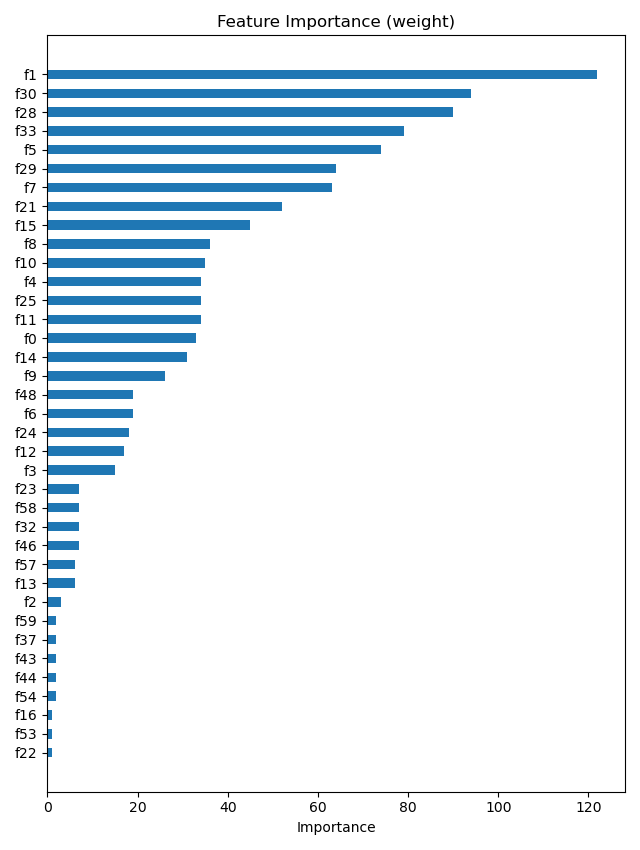 Feature Importance (weight)
f1
f30
f28
f33
f5
f29
f7
f21
f15
f8
f10
f4
f25
f11
f0
f14
f9
f48
f6
f24
f12
f3
f23
f58
f32
f46
f57
f13
f2
f59
f37
f43
f44
f54
f16
f53
f22
0 20 40 60 80 100 120
Importance